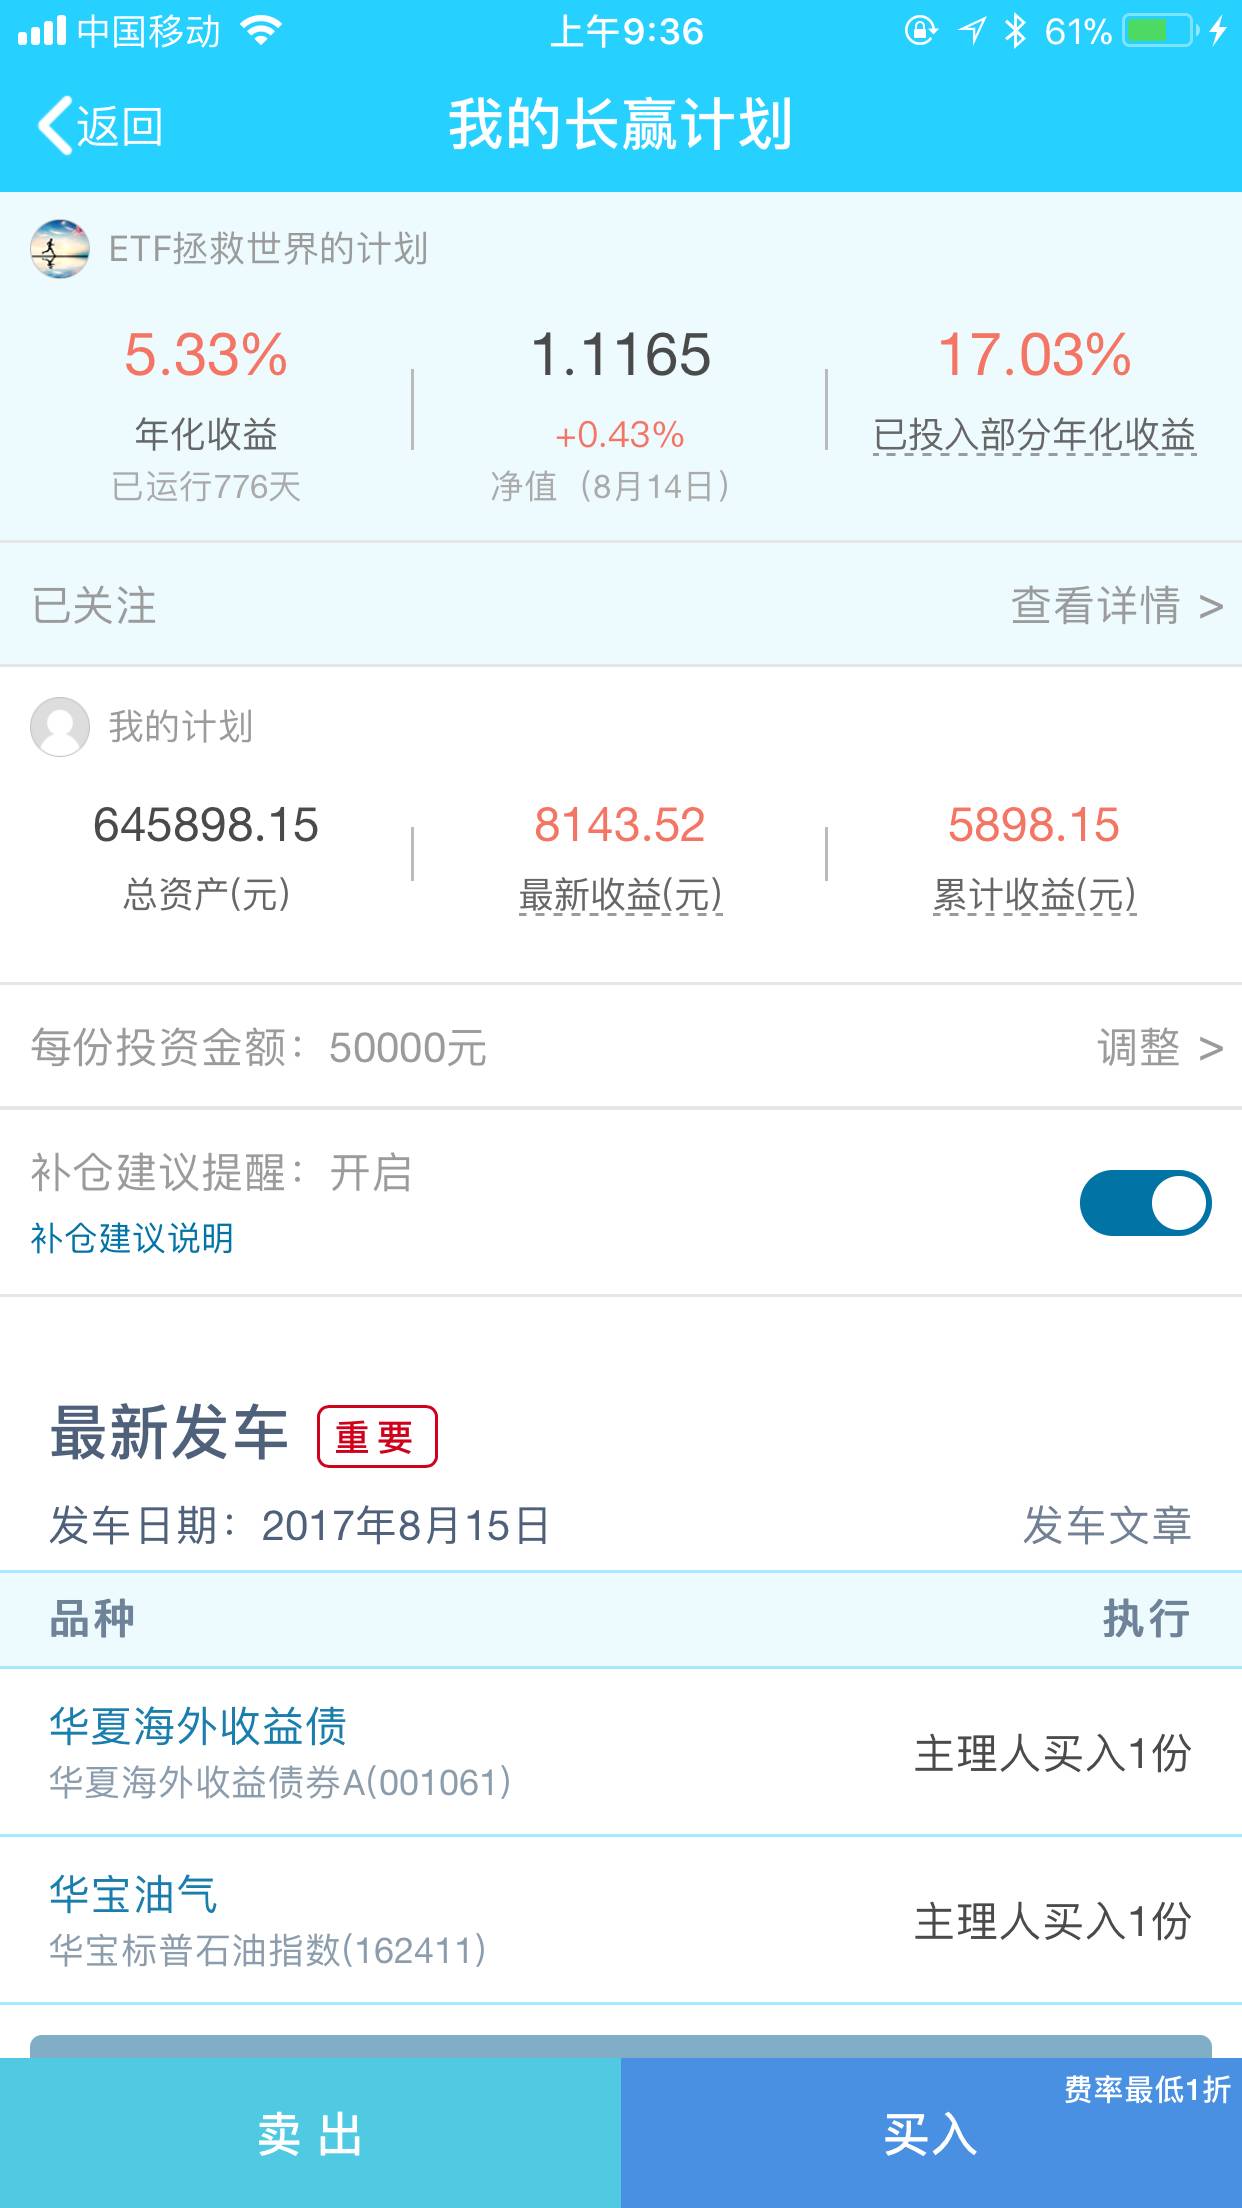 中国移动 上午9:36 61%
返回 我的长赢计划
ETF拯救世界的计划
5.33% 1.1165 17.03%
年化收益 +0.43% 已投入部分年化收益
已运行776天 净值（8月14日）
已关注 查看详情 >
我的计划
645898.15 8143.52 5898.15
总资产(元) 最新收益(元) 累计收益(元)
每份投资金额：50000元 调整 >
补仓建议提醒：开启
补仓建议说明
最新发车 重要
发车日期：2017年8月15日 发车文章
品种 执行
华夏海外收益债
华夏海外收益债券A(001061) 主理人买入1份
华宝油气
华宝标普石油指数(162411) 主理人买入1份
费率最低1折
卖出 买入